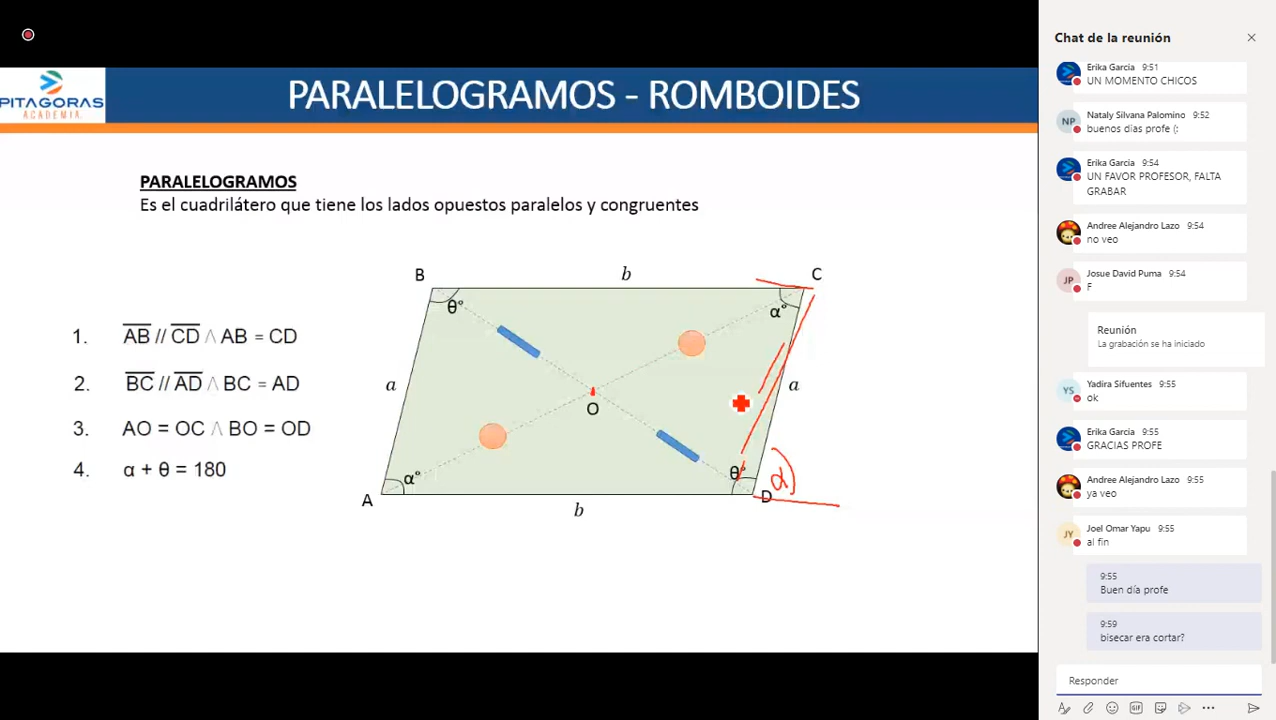 PITAGORAS
ACADEMIA.
PARALELOGRAMOS - ROMBOIDES
PARALELOGRAMOS
Es el cuadrilátero que tiene los lados opuestos paralelos y congruentes
1. AB // CD ∧ AB = CD
2. BC // AD ∧ BC = AD
3. AO = OC ∧ BO = OD
4. α + θ = 180
B
b
C
θ°
α°
a
a
O
α°
θ°
α
A
D
b
Chat de la reunión
Erika Garcia 9:51
UN MOMENTO CHICOS
NP
Nataly Silvana Palomino 9:52
buenos días profe (:
Erika Garcia 9:54
UN FAVOR PROFESOR, FALTA
GRABAR
Andree Alejandro Lazo 9:54
no veo
JP
Josue David Puma 9:54
F
Reunión
La grabación se ha iniciado
YS
Yadira Sifuentes 9:55
ok
Erika Garcia 9:55
GRACIAS PROFE
Andree Alejandro Lazo 9:55
ya veo
JY
Joel Omar Yapu 9:55
al fin
9:55
Buen día profe
9:59
bisecar era cortar?
Responder
GIF